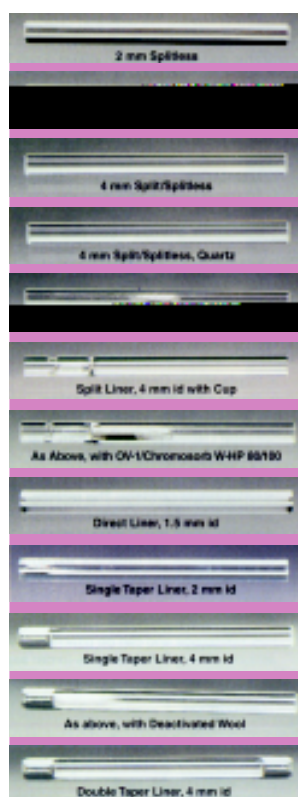 2 mm Splitless
4 mm Split/Splitless
4 mm Split/Splitless, Quartz
Split Liner, 4 mm id with Cup
As Above, with OV-1/Chromosorb W-HP 80/100
Direct Liner, 1.5 mm id
Single Taper Liner, 2 mm id
Single Taper Liner, 4 mm id
As above, with Deactivated Wool
Double Taper Liner, 4 mm id